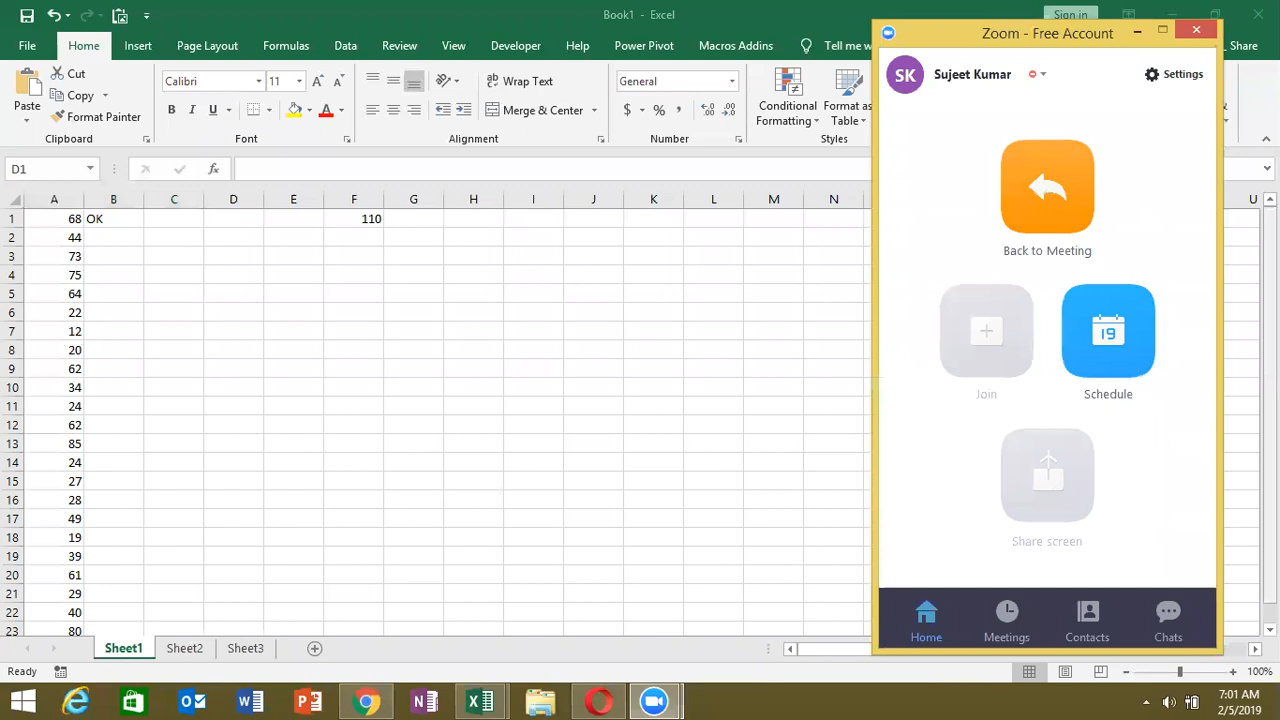 Book1 - Excel
Sign in
File Home Insert Page Layout Formulas Data Review View Developer Help Power Pivot Macros Addins Tell me Share
Paste
Cut
Copy
Format Painter
Clipboard
Calibri 11
B I U
Font
Wrap Text
Merge & Center
Alignment
General
$ % ,
Number
Conditional Formatting
Format as Table
Styles
D1
fx
A B C D E F G H I J K L M N U
1 68 OK 110
2 44
3 73
4 75
5 64
6 22
7 12
8 20
9 62
10 34
11 24
12 62
13 85
14 24
15 27
16 28
17 49
18 19
19 39
20 61
21 29
22 40
23 80
Sheet1 Sheet2 Sheet3
Ready
100%
Zoom - Free Account
SK Sujeet Kumar
Settings
Back to Meeting
19
Join Schedule
Share screen
Home Meetings Contacts Chats
7:01 AM
2/5/2019